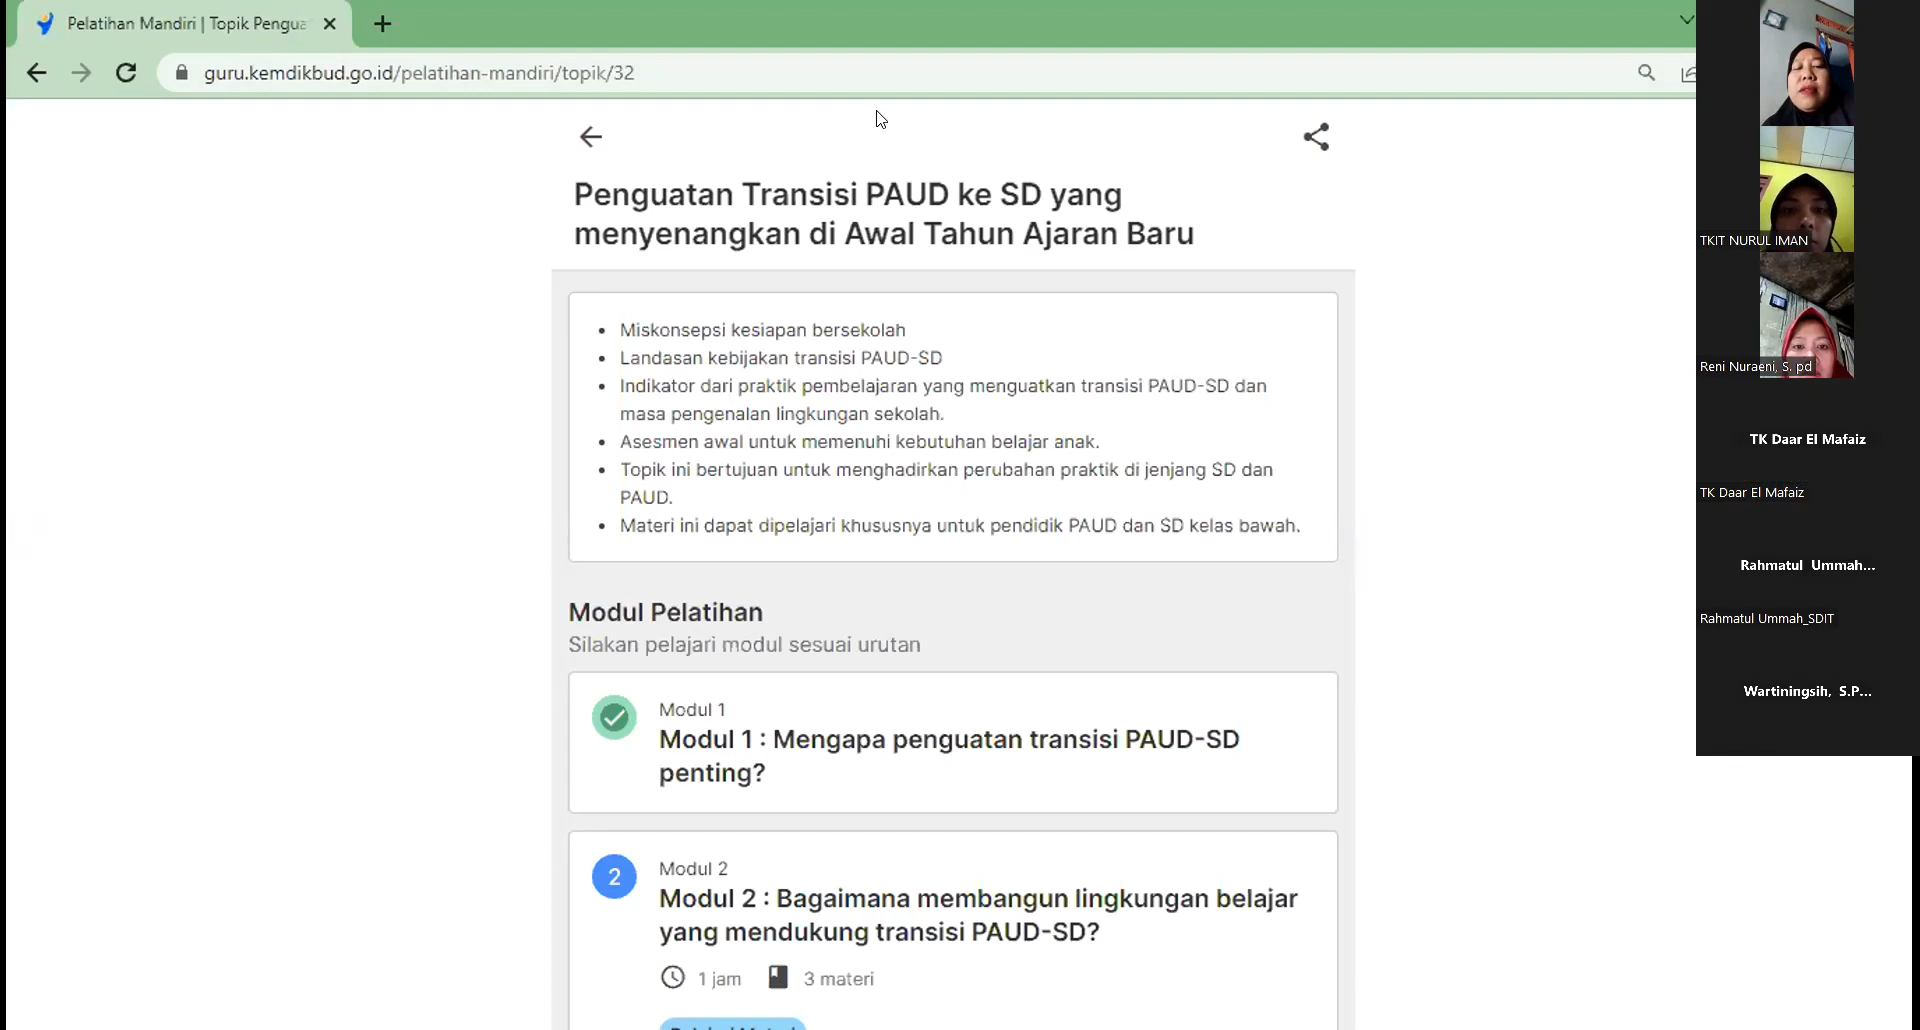 Pelatihan Mandiri | Topik Pengua
guru.kemdikbud.go.id/pelatihan-mandiri/topik/32
Penguatan Transisi PAUD ke SD yang
menyenangkan di Awal Tahun Ajaran Baru
• Miskonsepsi kesiapan bersekolah
• Landasan kebijakan transisi PAUD-SD
• Indikator dari praktik pembelajaran yang menguatkan transisi PAUD-SD dan
masa pengenalan lingkungan sekolah.
• Asesmen awal untuk memenuhi kebutuhan belajar anak.
• Topik ini bertujuan untuk menghadirkan perubahan praktik di jenjang SD dan
PAUD.
• Materi ini dapat dipelajari khususnya untuk pendidik PAUD dan SD kelas bawah.
Modul Pelatihan
Silakan pelajari modul sesuai urutan
Modul 1
Modul 1 : Mengapa penguatan transisi PAUD-SD
penting?
2
Modul 2
Modul 2 : Bagaimana membangun lingkungan belajar
yang mendukung transisi PAUD-SD?
1 jam 3 materi
TKIT NURUL IMAN
Reni Nuraeni, S. pd
TK Daar El Mafaiz
TK Daar El Mafaiz
Rahmatul Ummah...
Rahmatul Ummah_SDIT
Wartiningsih, S.P...